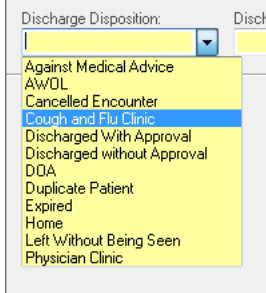 Discharge Disposition: Disch
Against Medical Advice
AWOL
Cancelled Encounter
Cough and Flu Clinic
Discharged With Approval
Discharged without Approval
DOA
Duplicate Patient
Expired
Home
Left Without Being Seen
Physician Clinic